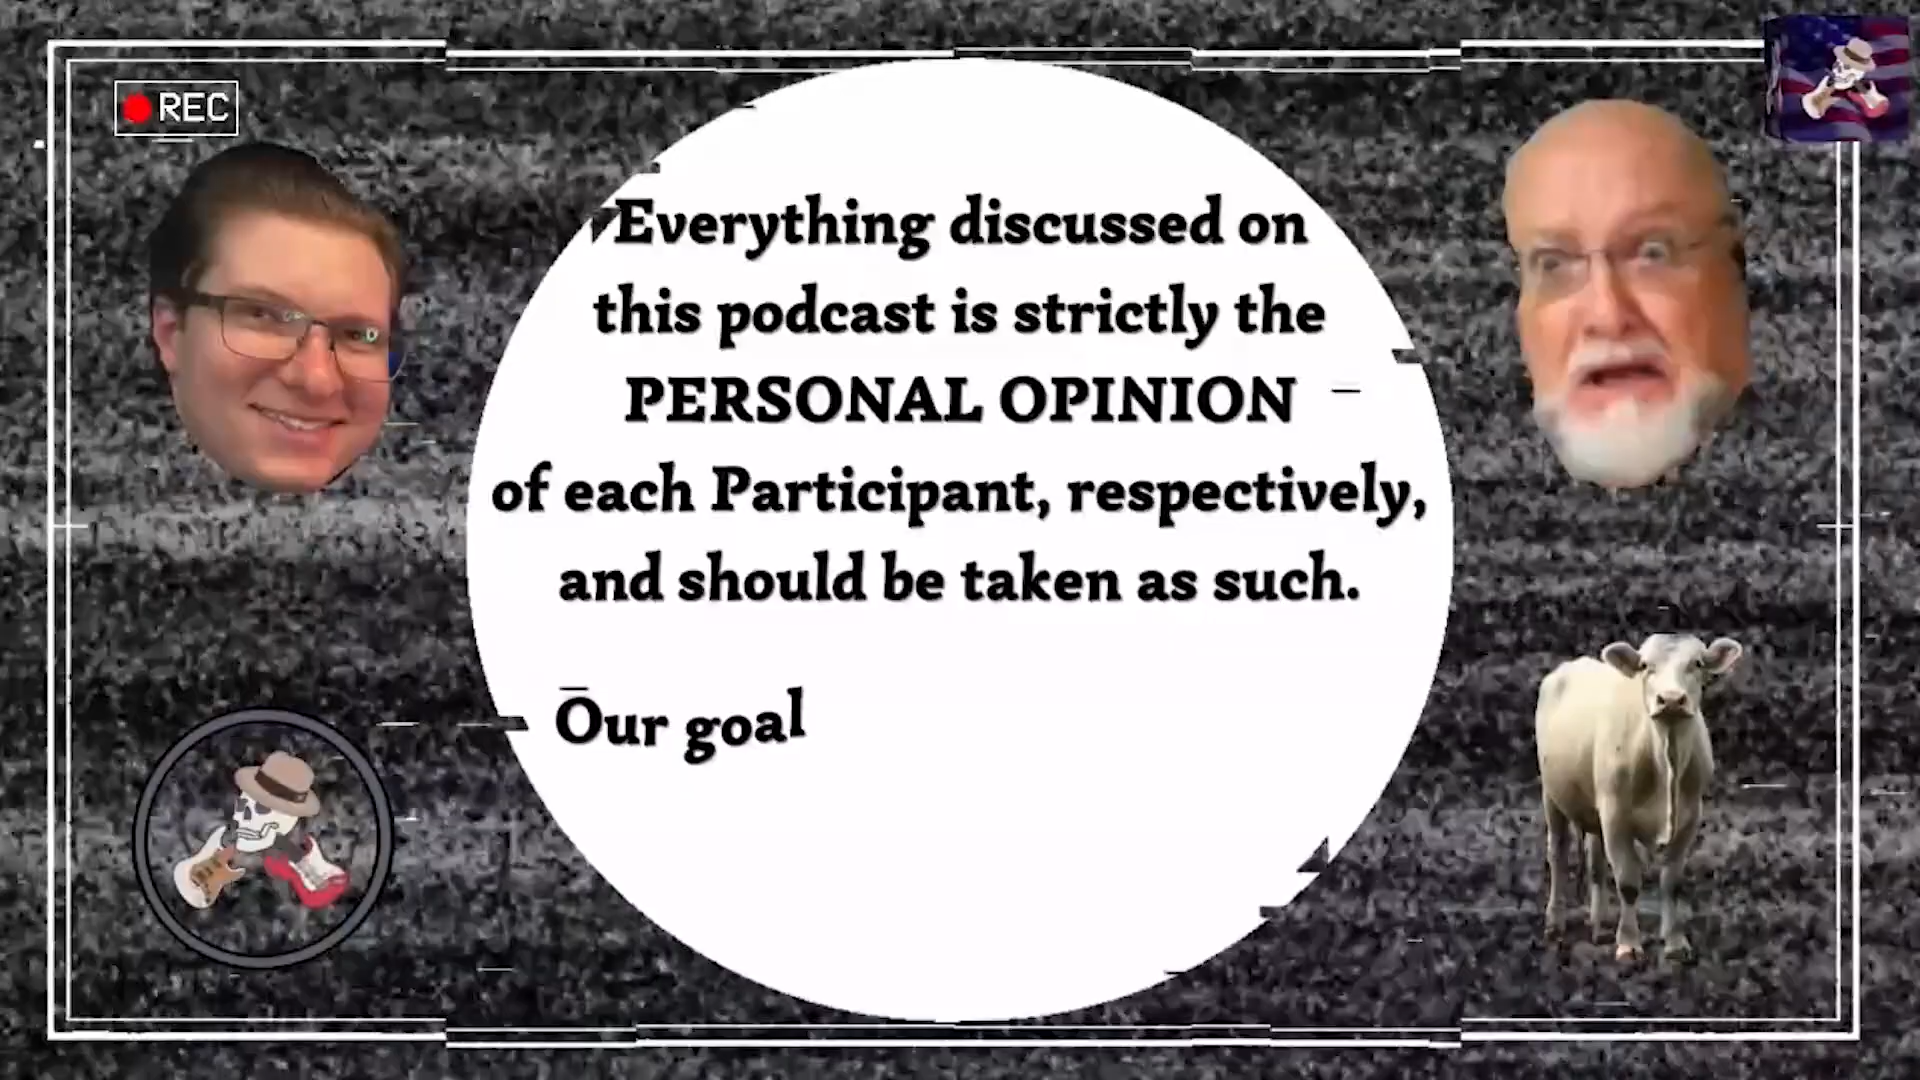 REC
Everything discussed on
this podcast is strictly the
PERSONAL OPINION
of each Participant, respectively,
and should be taken as such.
Our goal